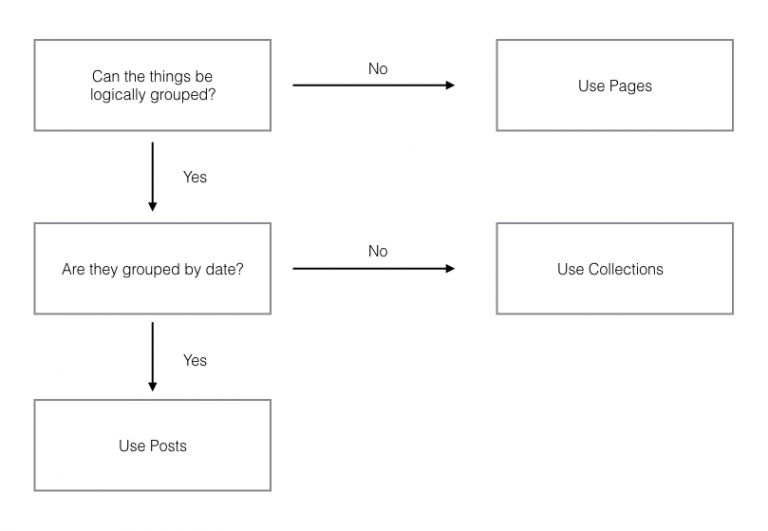 Can the things be
logically grouped?
No
Use Pages
Yes
Are they grouped by date?
No
Use Collections
Yes
Use Posts